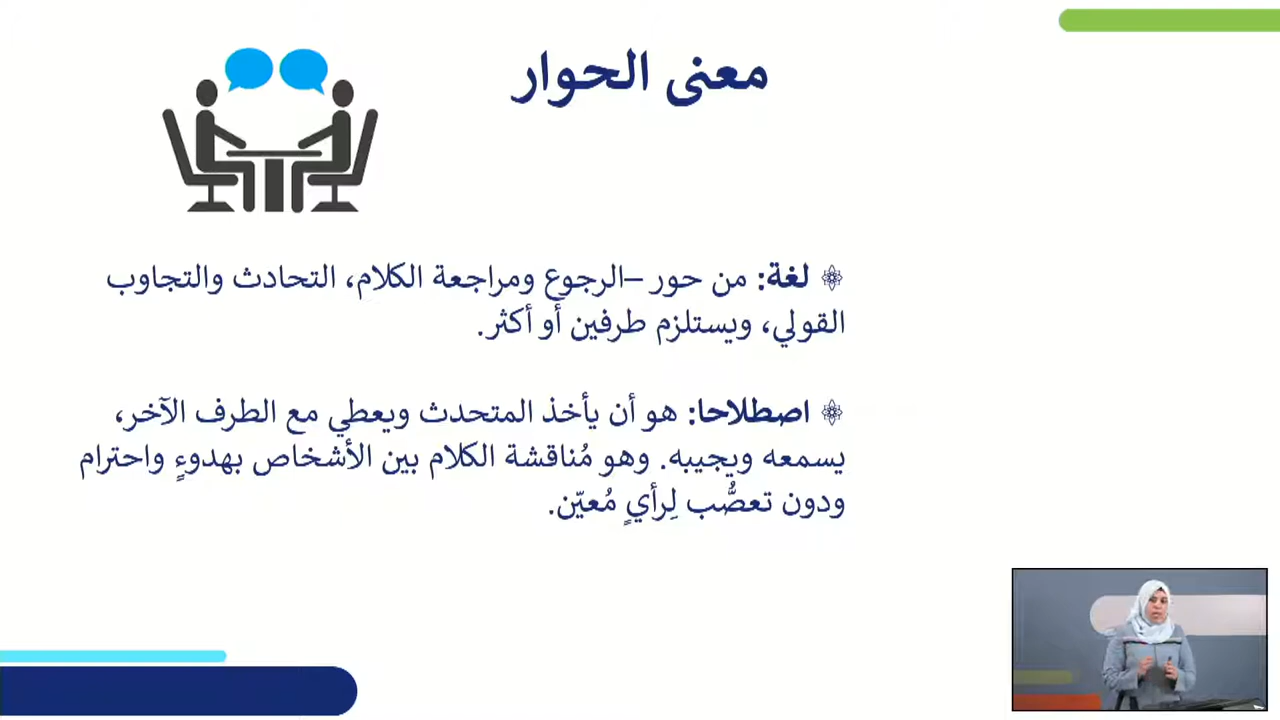 معنى الحوار
لغة: من حور –الرجوع ومراجعة الكلام، التحادث والتجاوب
القولي، ويستلزم طرفين أو أكثر.
اصطلاحا: هو أن يأخذ المتحدث ويعطي مع الطرف الآخر،
يسمعه ويجيبه. وهو مُناقشة الكلام بين الأشخاص بهدوءٍ واحترام
ودون تعصُّب لِرأيٍ مُعيّن.